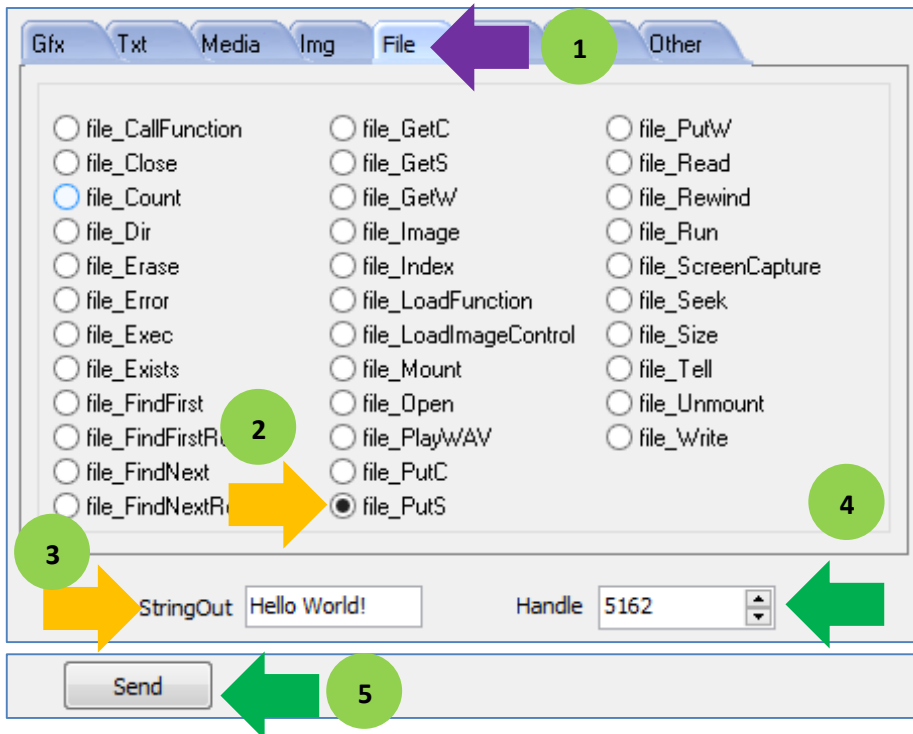 Gfx Txt Media Img File Other
1
file_CallFunction file_GetC file_PutW
file_Close file_GetS file_Read
file_Count file_GetW file_Rewind
file_Dir file_Image file_Run
file_Erase file_Index file_ScreenCapture
file_Error file_LoadFunction file_Seek
file_Exec file_LoadImageControl file_Size
file_Exists file_Mount file_Tell
file_FindFirst file_Open file_Unmount
2
file_FindFirstR file_PlayWAV file_Write
file_FindNext file_PutC
file_FindNextR file_PutS
4
3
StringOut Hello World! Handle 5162
Send
5